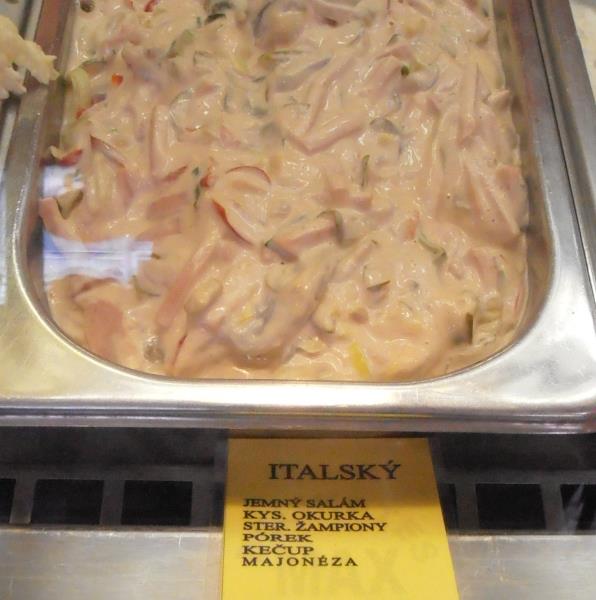 ITALSKÝ
JEMNÝ SALÁM
KYS. OKURKA
STER. ŽAMPIONY
PÓREK
KEČUP
MAJONÉZA